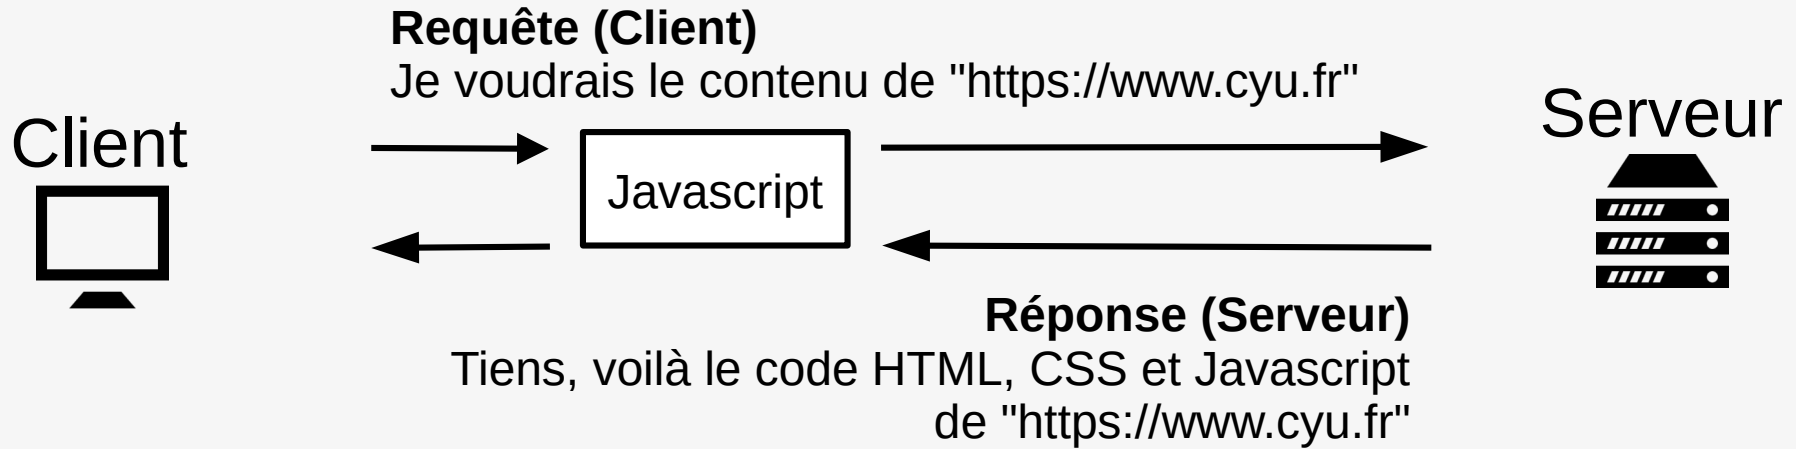 Requête (Client)
Je voudrais le contenu de "https://www.cyu.fr"
Client
Serveur
Javascript
Réponse (Serveur)
Tiens, voilà le code HTML, CSS et Javascript
de "https://www.cyu.fr"